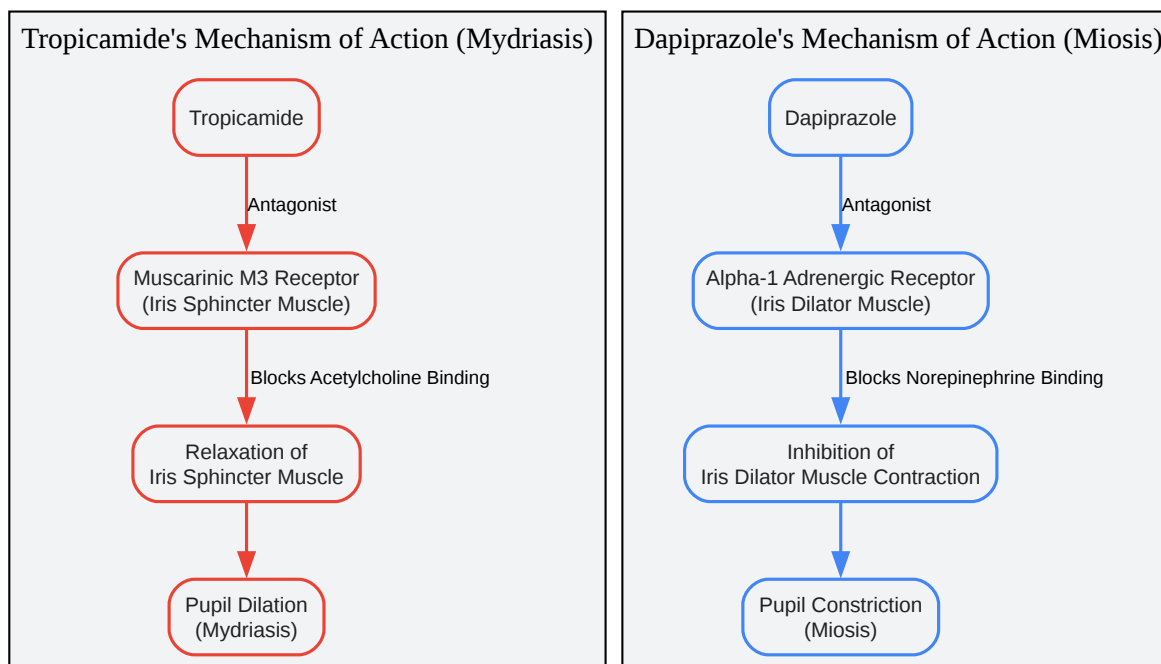 Tropicamide's Mechanism of Action (Mydriasis)
Tropicamide
Antagonist
Muscarinic M3 Receptor
(Iris Sphincter Muscle)
Blocks Acetylcholine Binding
Relaxation of
Iris Sphincter Muscle
Pupil Dilation
(Mydriasis)
Dapiprazole's Mechanism of Action (Miosis)
Dapiprazole
Antagonist
Alpha-1 Adrenergic Receptor
(Iris Dilator Muscle)
Blocks Norepinephrine Binding
Inhibition of
Iris Dilator Muscle Contraction
Pupil Constriction
(Miosis)